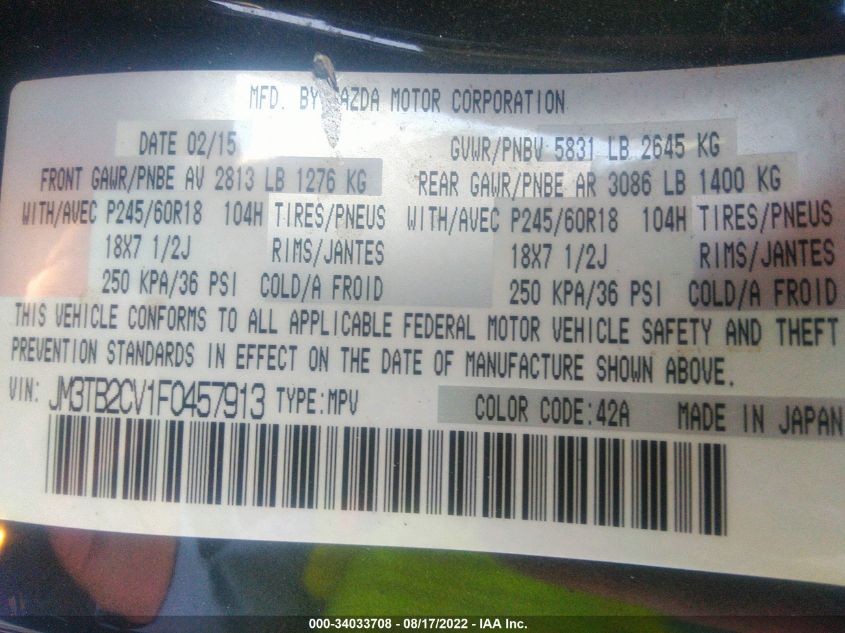 MFD. BY MAZDA MOTOR CORPORATION
DATE 02/15 GVWR/PNBV 5831 LB 2645 KG
FRONT GAWR/PNBE AV 2813 LB 1276 KG REAR GAWR/PNBE AR 3086 LB 1400 KG
WITH/AVEC P245/60R18 104H TIRES/PNEUS WITH/AVEC P245/60R18 104H TIRES/PNEUS
18X7 1/2J RIMS/JANTES 18X7 1/2J RIMS/JANTES
250 KPA/36 PSI COLD/A FROID 250 KPA/36 PSI COLD/A FROID
THIS VEHICLE CONFORMS TO ALL APPLICABLE FEDERAL MOTOR VEHICLE SAFETY AND THEFT
PREVENTION STANDARDS IN EFFECT ON THE DATE OF MANUFACTURE SHOWN ABOVE.
VIN: JM3TB2CV1F0457913 TYPE:MPV COLOR CODE:42A MADE IN JAPAN
000-34033708 - 08/17/2022 - IAA Inc.